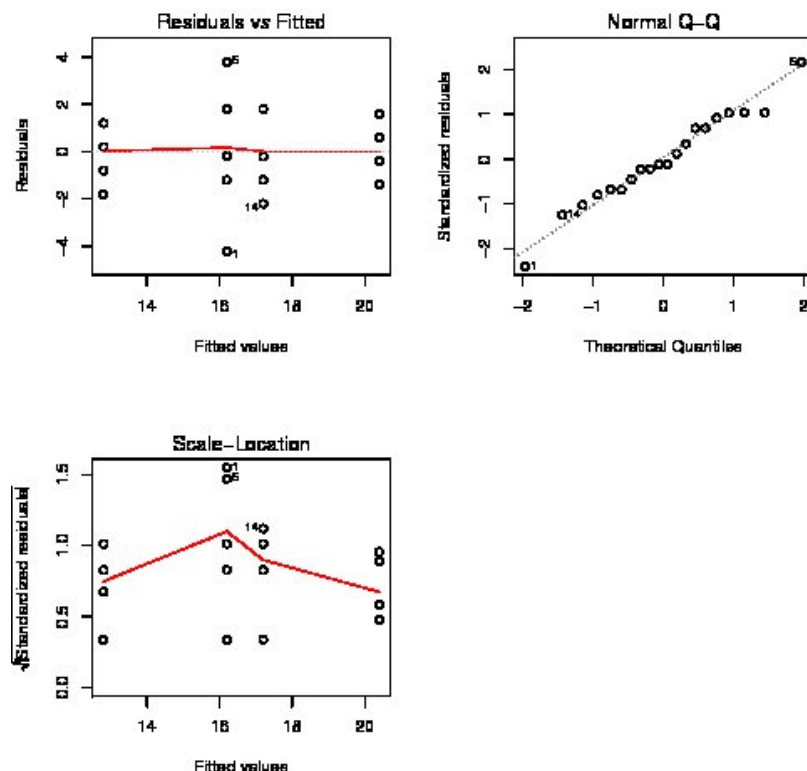 Residuals vs Fitted
Residuals
4
2
0
−2
−4
5
14
1
14 16 18 20
Fitted values
Normal Q−Q
Standardized residuals
2
1
0
−1
−2
5
14
1
−2 −1 0 1 2
Theoretical Quantiles
Scale−Location
√|Standardized residuals|
1.5
1.0
0.5
0.0
1
5
14
14 16 18 20
Fitted values